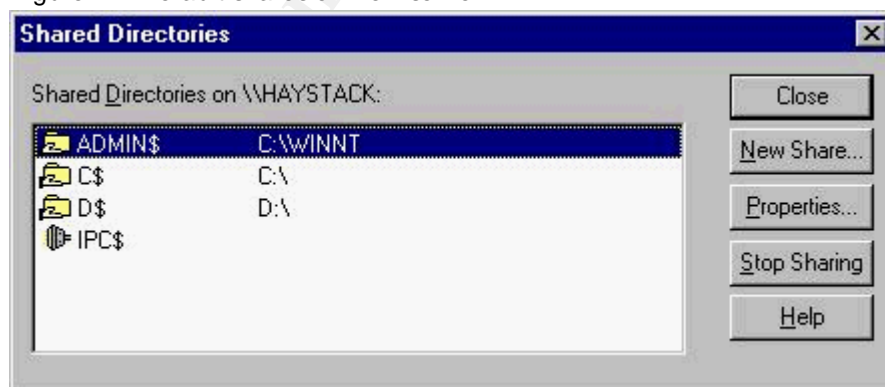 Shared Directories
Shared Directories on \\HAYSTACK:
ADMIN$ C:\WINNT
C$ C:\
D$ D:\
IPC$
Close
New Share...
Properties...
Stop Sharing
Help